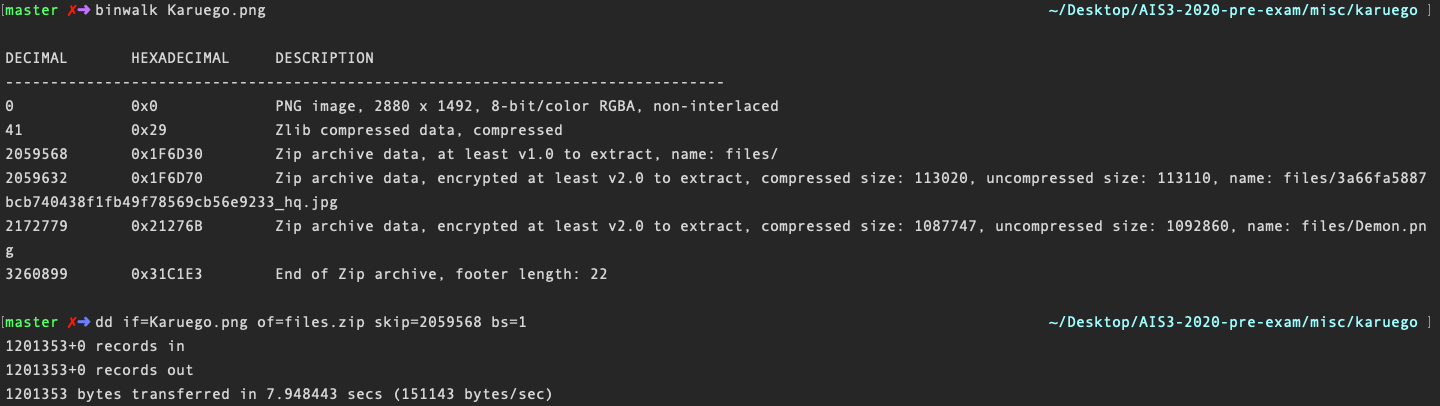 [master ✗➜ binwalk Karuego.png ~/Desktop/AIS3-2020-pre-exam/misc/karuego ]
DECIMAL HEXADECIMAL DESCRIPTION
--------------------------------------------------------------------------------
0 0x0 PNG image, 2880 x 1492, 8-bit/color RGBA, non-interlaced
41 0x29 Zlib compressed data, compressed
2059568 0x1F6D30 Zip archive data, at least v1.0 to extract, name: files/
2059632 0x1F6D70 Zip archive data, encrypted at least v2.0 to extract, compressed size: 113020, uncompressed size: 113110, name: files/3a66fa5887
bcb740438f1fb49f78569cb56e9233_hq.jpg
2172779 0x21276B Zip archive data, encrypted at least v2.0 to extract, compressed size: 1087747, uncompressed size: 1092860, name: files/Demon.pn
g
3260899 0x31C1E3 End of Zip archive, footer length: 22
[master ✗➜ dd if=Karuego.png of=files.zip skip=2059568 bs=1 ~/Desktop/AIS3-2020-pre-exam/misc/karuego ]
1201353+0 records in
1201353+0 records out
1201353 bytes transferred in 7.948443 secs (151143 bytes/sec)